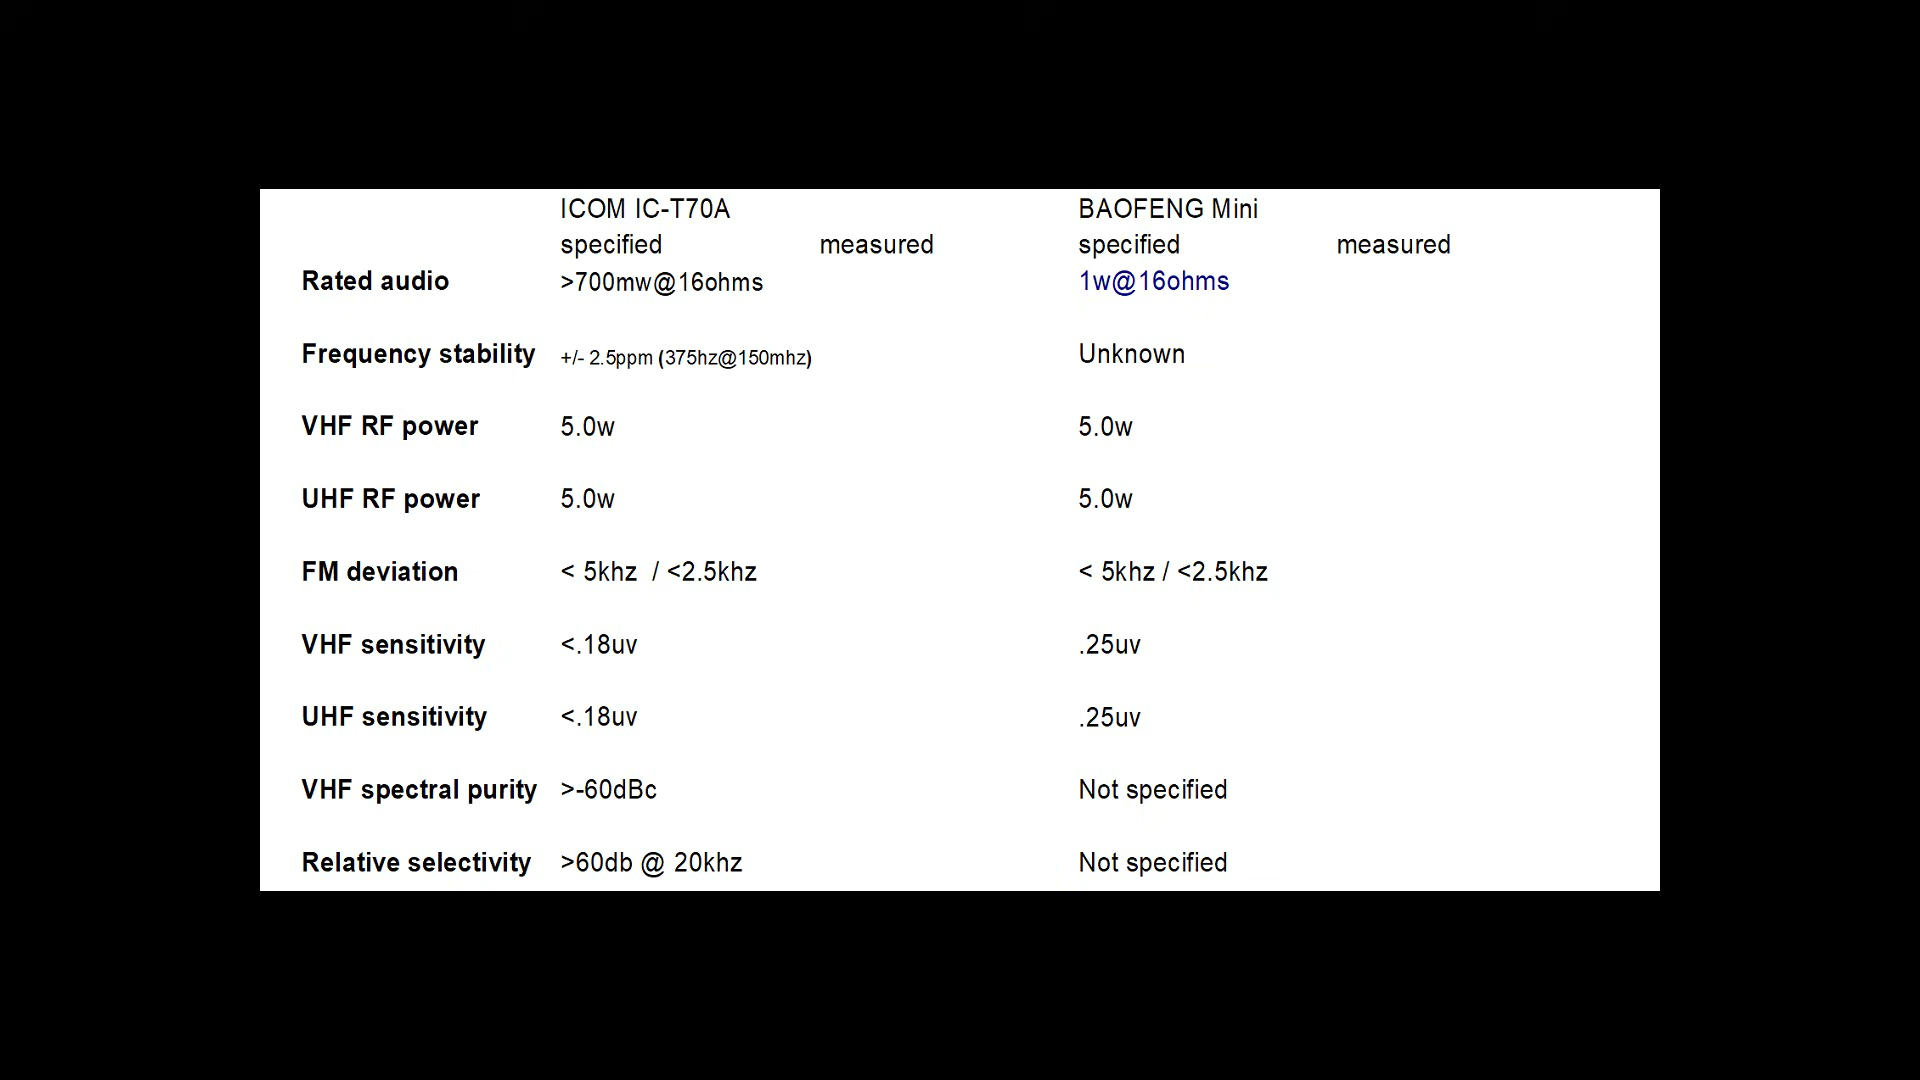 ICOM IC-T70A BAOFENG Mini
specified measured specified measured
Rated audio >700mw@16ohms 1w@16ohms
Frequency stability +/- 2.5ppm (375hz@150mhz) Unknown
VHF RF power 5.0w 5.0w
UHF RF power 5.0w 5.0w
FM deviation < 5khz / <2.5khz < 5khz / <2.5khz
VHF sensitivity <.18uv .25uv
UHF sensitivity <.18uv .25uv
VHF spectral purity >-60dBc Not specified
Relative selectivity >60db @ 20khz Not specified